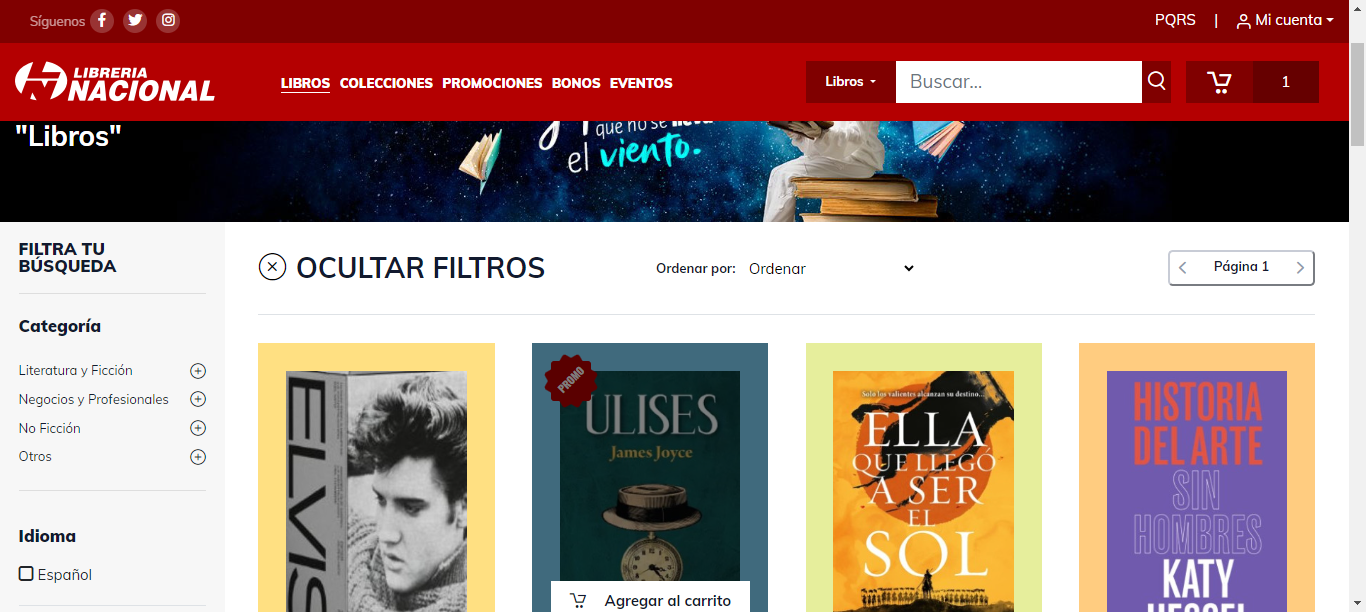 Síguenos
PQRS | Mi cuenta
LIBRERIA
NACIONAL
LIBROS COLECCIONES PROMOCIONES BONOS EVENTOS
Libros
Buscar...
1
"Libros"
que no se lleva
el viento.
FILTRA TU
BÚSQUEDA
OCULTAR FILTROS
Ordenar por: Ordenar
Página 1
Categoría
Literatura y Ficción
Negocios y Profesionales
No Ficción
Otros
Idioma
Español
ELVIS
PROMO
ULISES
James Joyce
Agregar al carrito
Solo los valientes alcanzan su destino...
ELLA
QUE LLEGÓ
A SER
EL
SOL
HISTORIA
DEL ARTE
SIN
HOMBRES
KATY
HESSEL